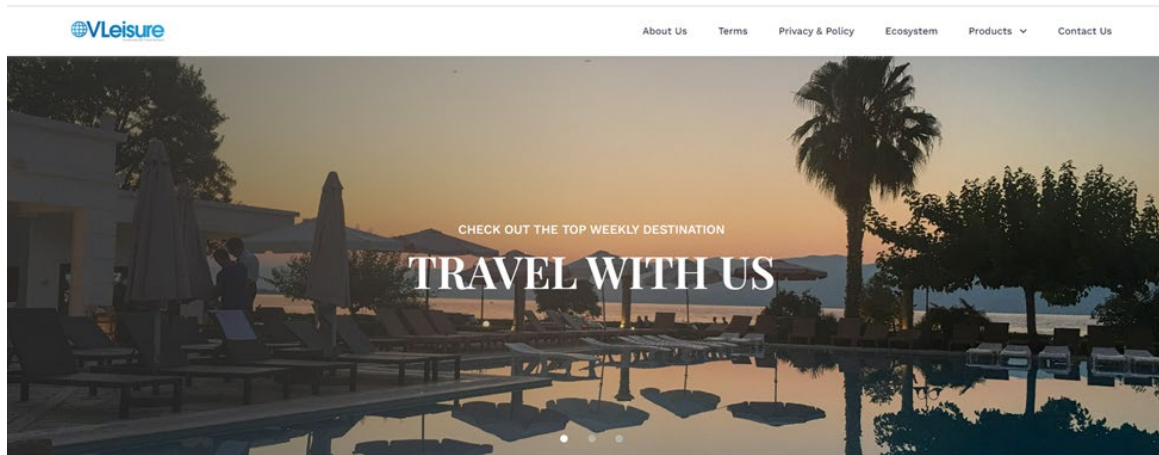 VLeisure
About Us
Terms
Privacy & Policy
Ecosystem
Products
Contact Us
CHECK OUT THE TOP WEEKLY DESTINATION
TRAVEL WITH US